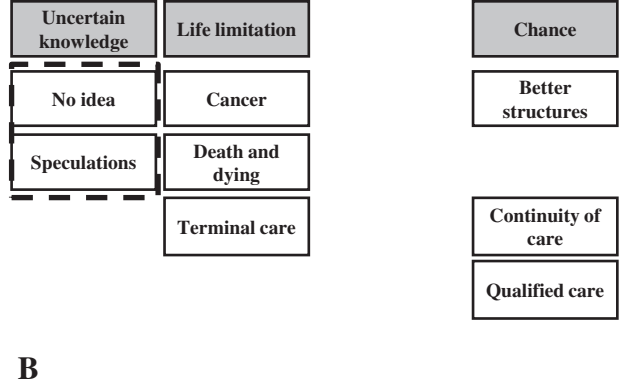 Uncertain
knowledge
Life limitation
Chance
No idea
Cancer
Better
structures
Speculations
Death and
dying
Terminal care
Continuity of
care
Qualified care
B